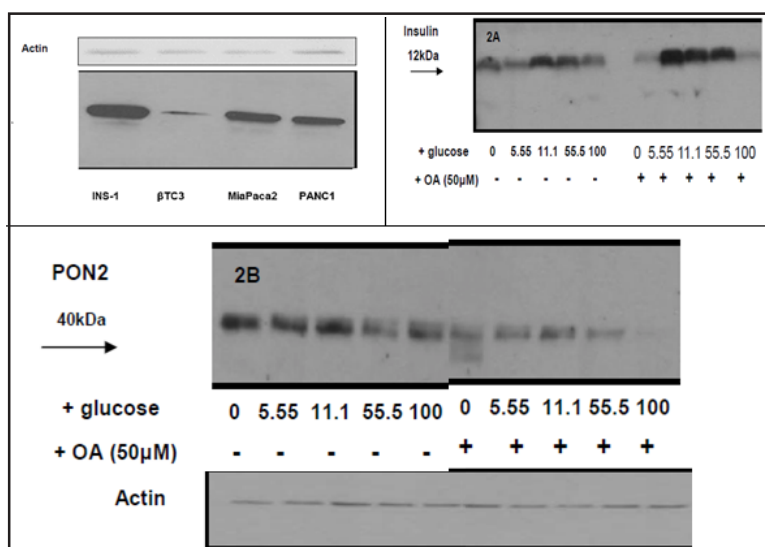 Actin
INS-1 βTC3 MiaPaca2 PANC1
Insulin
12kDa
2A
+ glucose 0 5.55 11.1 55.5 100 0 5.55 11.1 55.5 100
+ OA (50μM) - - - - - + + + + +
PON2
2B
40kDa
+ glucose 0 5.55 11.1 55.5 100 0 5.55 11.1 55.5 100
+ OA (50μM) - - - - - + + + + +
Actin